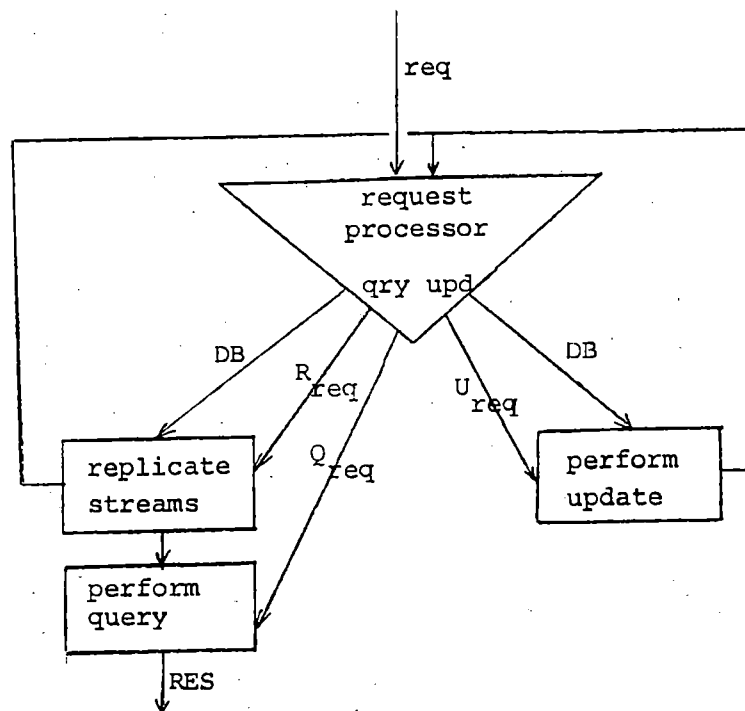 req
request
processor
qry upd
DB
R req
Q req
U req
DB
replicate
streams
perform
update
perform
query
RES